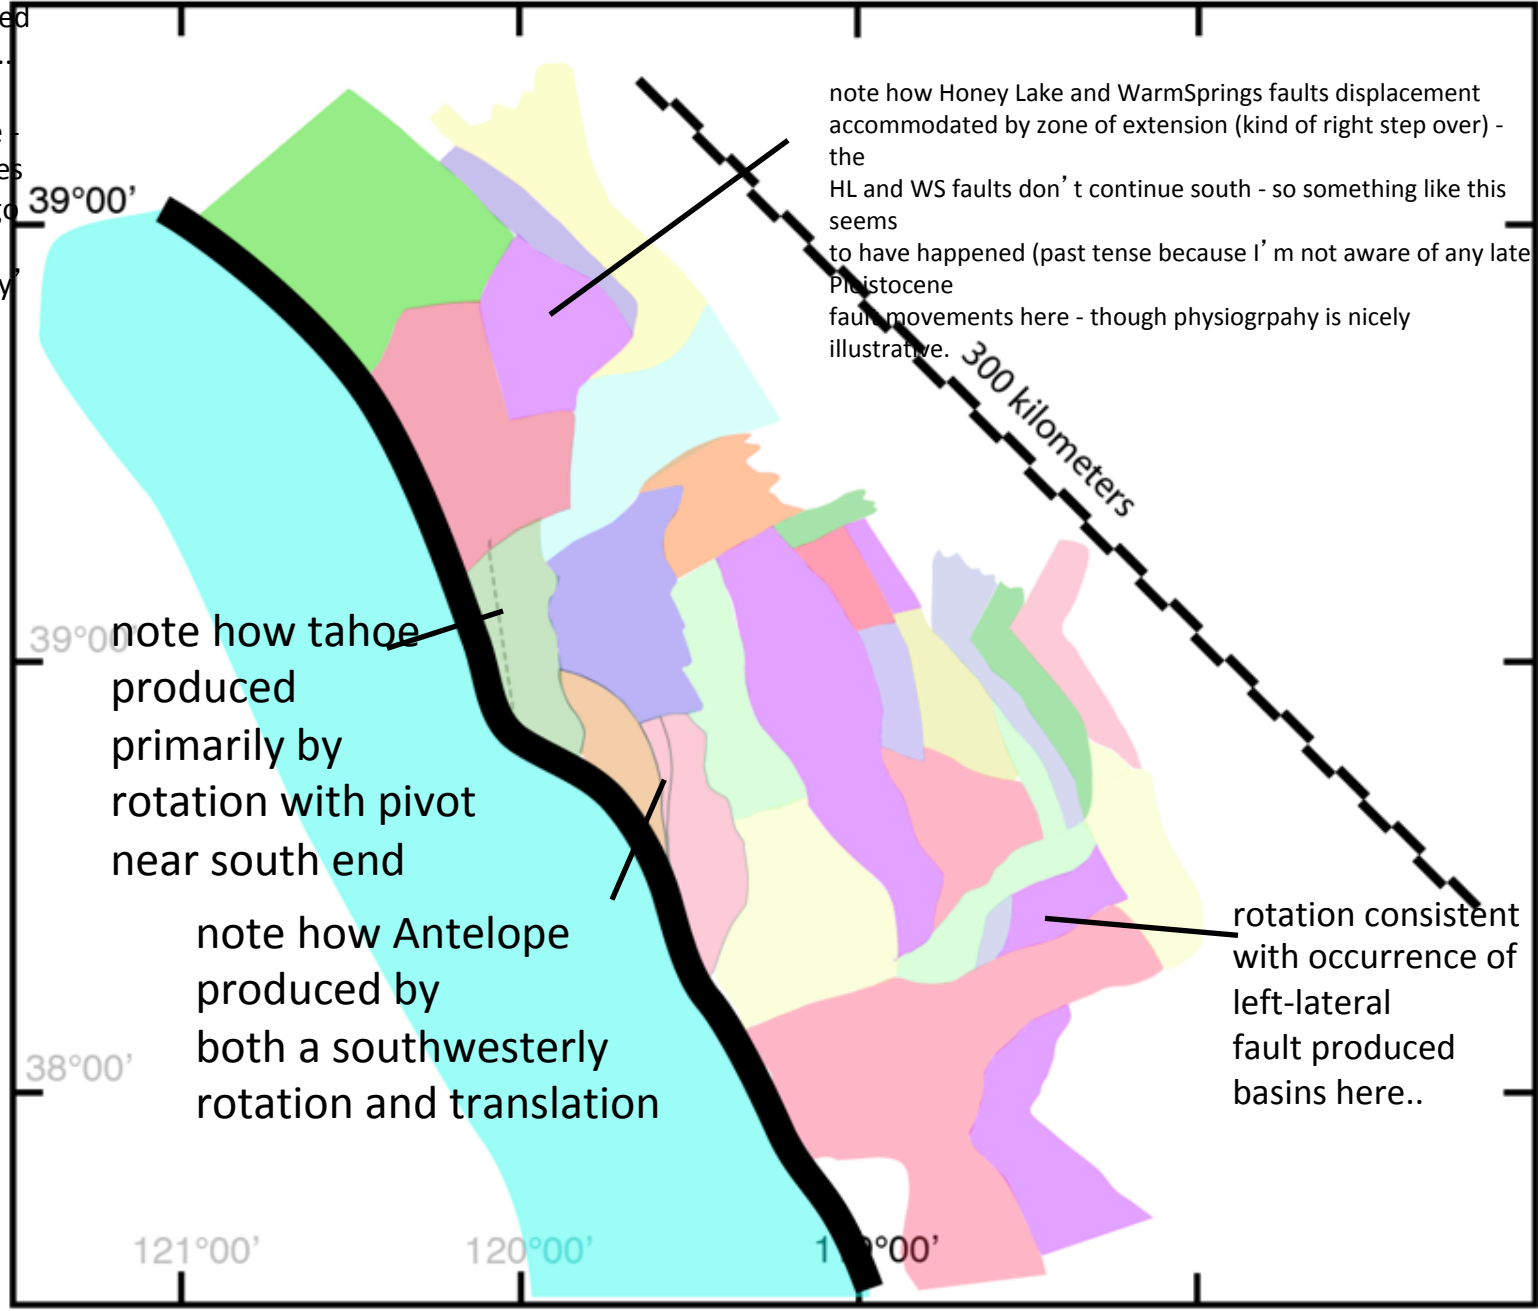 ed
..
e -
es
39°00’
go
y’
note how Honey Lake and WarmSprings faults displacement
accommodated by zone of extension (kind of right step over) -
the
HL and WS faults don’t continue south - so something like this
seems
to have happened (past tense because I’m not aware of any late
Pleistocene
fault movements here - though physiogrpahy is nicely
illustrative.
300 kilometers
39°00’
note how tahoe
produced
primarily by
rotation with pivot
near south end
note how Antelope
produced by
both a southwesterly
rotation and translation
rotation consistent
with occurrence of
left-lateral
fault produced
basins here..
38°00’
121°00’
120°00’
119°00’